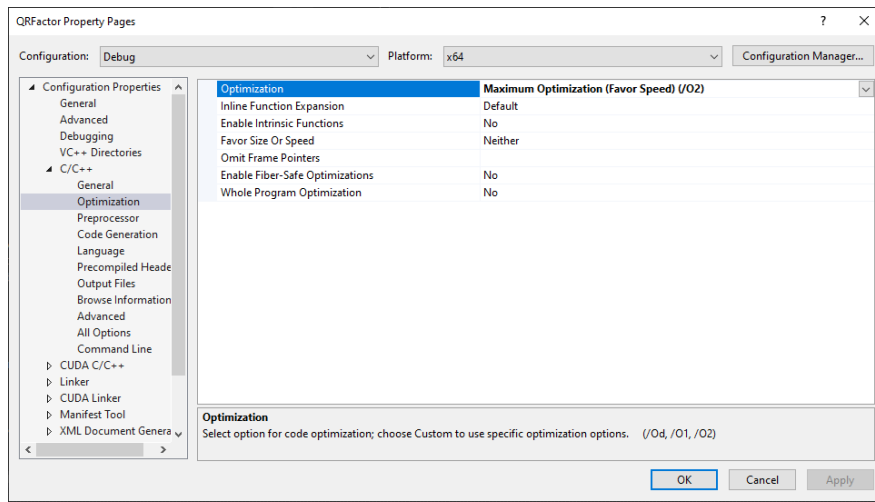 QRFactor Property Pages
? ×
Configuration: Debug Platform: x64 Configuration Manager...
Configuration Properties
General
Advanced
Debugging
VC++ Directories
C/C++
General
Optimization
Preprocessor
Code Generation
Language
Precompiled Heade
Output Files
Browse Information
Advanced
All Options
Command Line
CUDA C/C++
Linker
CUDA Linker
Manifest Tool
XML Document Genera
Optimization Maximum Optimization (Favor Speed) (/O2)
Inline Function Expansion Default
Enable Intrinsic Functions No
Favor Size Or Speed Neither
Omit Frame Pointers
Enable Fiber-Safe Optimizations No
Whole Program Optimization No
Optimization
Select option for code optimization; choose Custom to use specific optimization options. (/Od, /O1, /O2)
OK Cancel Apply